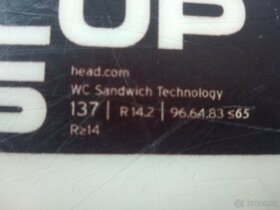 UP
S
head.com
WC Sandwich Technology
137 | R 14.2 | 96.64.83 ≤65
R≥14